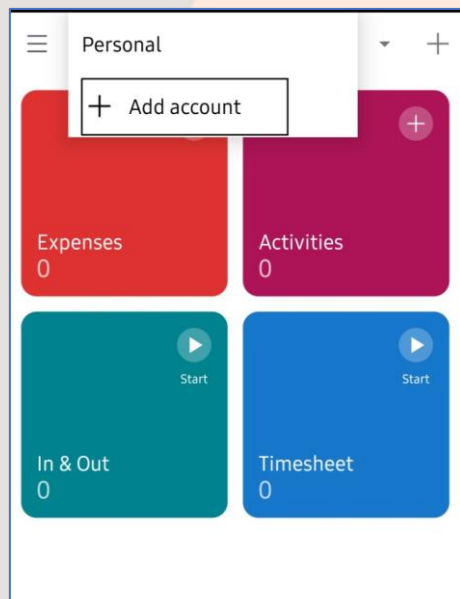 Personal
+ Add account
Expenses
0
Activities
0
Start
Start
In & Out
0
Timesheet
0